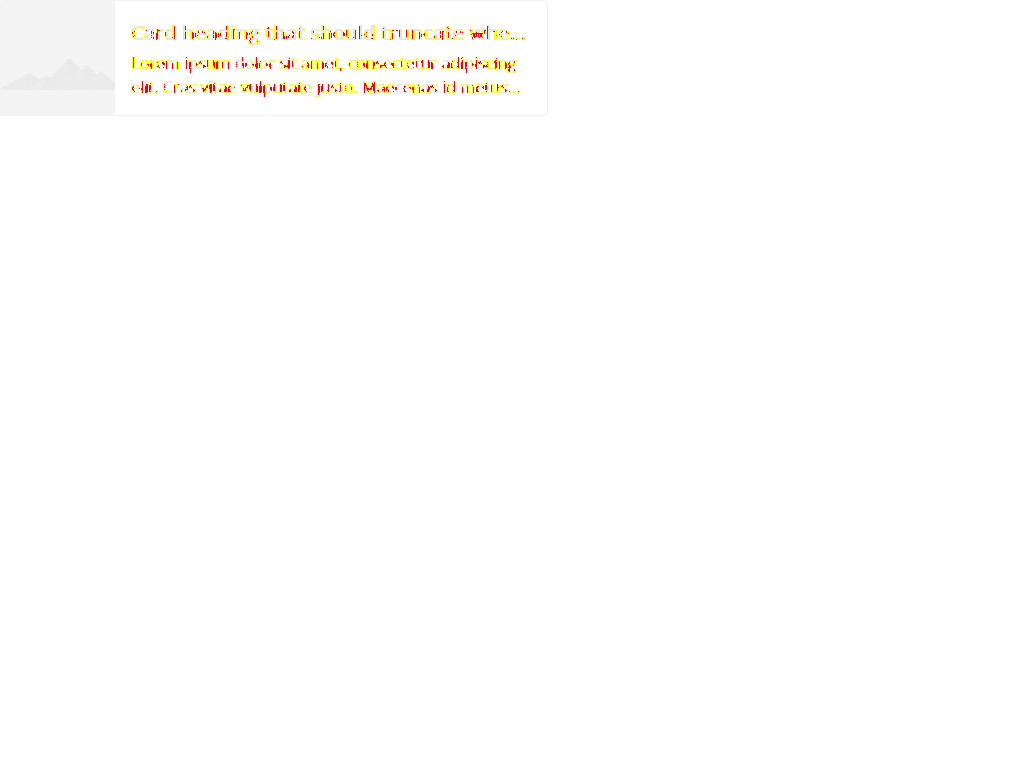 Card heading that should truncate whe...
Lorem ipsum dolor sit amet, consectetur adipiscing
elit. Cras vitae vulputate justo. Maecenas id metus...